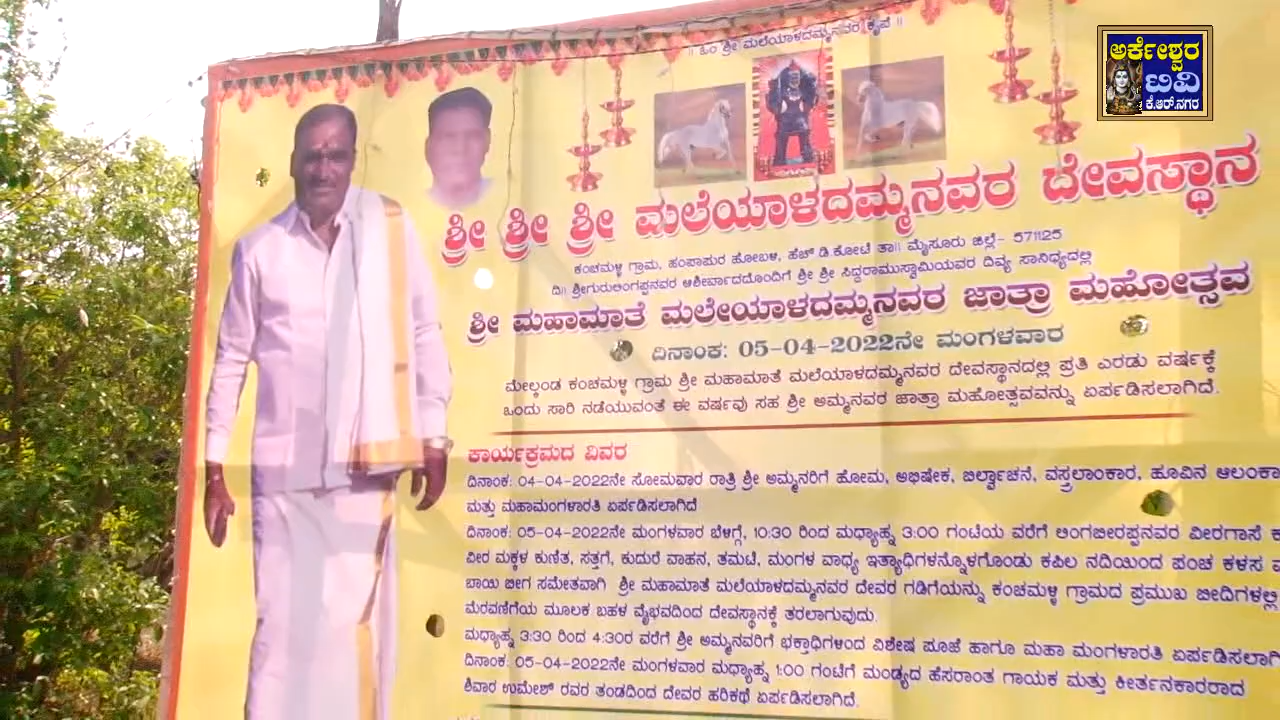 ॥ ಓಂ ಶ್ರೀ ಮಲೆಯಾಳದಮ್ಮನವರ ಕೃಪೆ ॥
ಅರ್ಕೇಶ್ವರ
ಟಿವಿ
ಕೆ.ಆರ್.ನಗರ
ಶ್ರೀ ಶ್ರೀ ಶ್ರೀ ಮಲೆಯಾಳದಮ್ಮನವರ ದೇವಸ್ಥಾನ
ಕಂಚಮಳ್ಳಿ ಗ್ರಾಮ, ಹಂಪಾಪುರ ಹೋಬಳಿ, ಹೆಚ್.ಡಿ.ಕೋಟೆ ತಾ॥ ಮೈಸೂರು ಜಿಲ್ಲೆ- 571125
ದಿ॥ ಶ್ರೀಗುರುಲಿಂಗಪ್ಪನವರ ಆಶೀರ್ವಾದದೊಂದಿಗೆ ಶ್ರೀ ಶ್ರೀ ಸಿದ್ದರಾಮುಸ್ವಾಮಿಯವರ ದಿವ್ಯ ಸಾನಿಧ್ಯದಲ್ಲಿ
ಶ್ರೀ ಮಹಾಮಾತೆ ಮಲೇಯಾಳದಮ್ಮನವರ ಜಾತ್ರಾ ಮಹೋತ್ಸವ
ದಿನಾಂಕ: 05-04-2022ನೇ ಮಂಗಳವಾರ
ಮೇಲ್ಕಂಡ ಕಂಚಮಳ್ಳಿ ಗ್ರಾಮ ಶ್ರೀ ಮಹಾಮಾತೆ ಮಲೆಯಾಳದಮ್ಮನವರ ದೇವಸ್ಥಾನದಲ್ಲಿ ಪ್ರತಿ ಎರಡು ವರ್ಷಕ್ಕೆ
ಒಂದು ಸಾರಿ ನಡೆಯುವಂತೆ ಈ ವರ್ಷವು ಸಹ ಶ್ರೀ ಅಮ್ಮನವರ ಜಾತ್ರಾ ಮಹೋತ್ಸವವನ್ನು ಏರ್ಪಡಿಸಲಾಗಿದೆ.
ಕಾರ್ಯಕ್ರಮದ ವಿವರ
ದಿನಾಂಕ: 04-04-2022ನೇ ಸೋಮವಾರ ರಾತ್ರಿ ಶ್ರೀ ಅಮ್ಮನರಿಗೆ ಹೋಮ, ಅಭಿಷೇಕ, ಬಿಲ್ವಾರ್ಚನೆ, ವಸ್ತ್ರಲಾಂಕಾರ, ಹೂವಿನ ಆಲಂಕಾ
ಮತ್ತು ಮಹಾಮಂಗಳಾರತಿ ಏರ್ಪಡಿಸಲಾಗಿದೆ
ದಿನಾಂಕ: 05-04-2022ನೇ ಮಂಗಳವಾರ ಬೆಳಿಗ್ಗೆ, 10:30 ರಿಂದ ಮಧ್ಯಾಹ್ನ 3:00 ಗಂಟೆಯ ವರೆಗೆ ಅಂಗಬೀರಪ್ಪನವರ ವೀರಗಾಸೆ
ವೀರ ಮಕ್ಕಳ ಕುಣಿತ, ಸತ್ತಿಗೆ, ಕುದುರೆ ವಾಹನ, ತಮಟೆ, ಮಂಗಳ ವಾಧ್ಯ ಇತ್ಯಾಧಿಗಳನ್ನೊಳಗೊಂಡು ಕಪಿಲ ನದಿಯಿಂದ ಪಂಚ ಕಳಸ
ಬಾಯಿ ಬೀಗ ಸಮೇತವಾಗಿ ಶ್ರೀ ಮಹಾಮಾತೆ ಮಲೆಯಾಳದಮ್ಮನವರ ದೇವರ ಗಡಿಗೆಯನ್ನು ಕಂಚಮಳ್ಳಿ ಗ್ರಾಮದ ಪ್ರಮುಖ ಬೀದಿಗಳಲ್ಲಿ
ಮೆರವಣಿಗೆಯ ಮೂಲಕ ಬಹಳ ವೈಭವದಿಂದ ದೇವಸ್ಥಾನಕ್ಕೆ ತರಲಾಗುವುದು.
ಮಧ್ಯಾಹ್ನ 3:30 ರಿಂದ 4:30ರ ವರೆಗೆ ಶ್ರೀ ಅಮ್ಮನವರಿಗೆ ಭಕ್ತಾಧಿಗಳಿಂದ ವಿಶೇಷ ಪೂಜೆ ಹಾಗೂ ಮಹಾ ಮಂಗಳಾರತಿ ಏರ್ಪಡಿಸಲಾಗಿ
ದಿನಾಂಕ: 05-04-2022ನೇ ಮಂಗಳವಾರ ಮಧ್ಯಾಹ್ನ 1:00 ಗಂಟೆಗೆ ಮಂಡ್ಯದ ಹೆಸರಾಂತ ಗಾಯಕ ಮತ್ತು ಕೀರ್ತನಕಾರರಾದ
ಶಿವಾರ ಉಮೇಶ್ ರವರ ತಂಡದಿಂದ ದೇವರ ಹರಿಕಥೆ ಏರ್ಪಡಿಸಲಾಗಿದೆ.